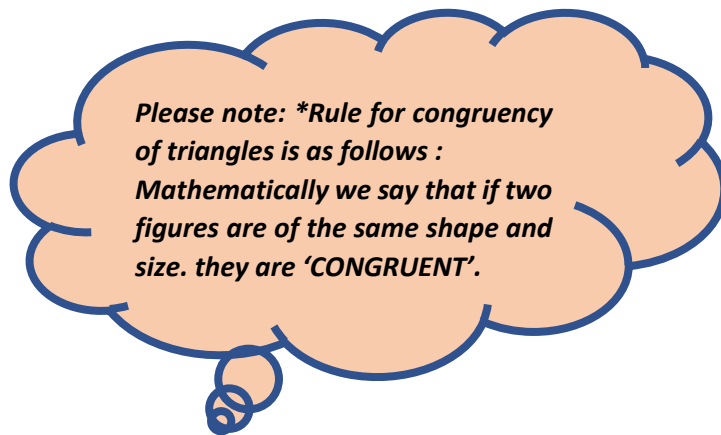 Please note: *Rule for congruency
of triangles is as follows :
Mathematically we say that if two
figures are of the same shape and
size. they are ‘CONGRUENT’.